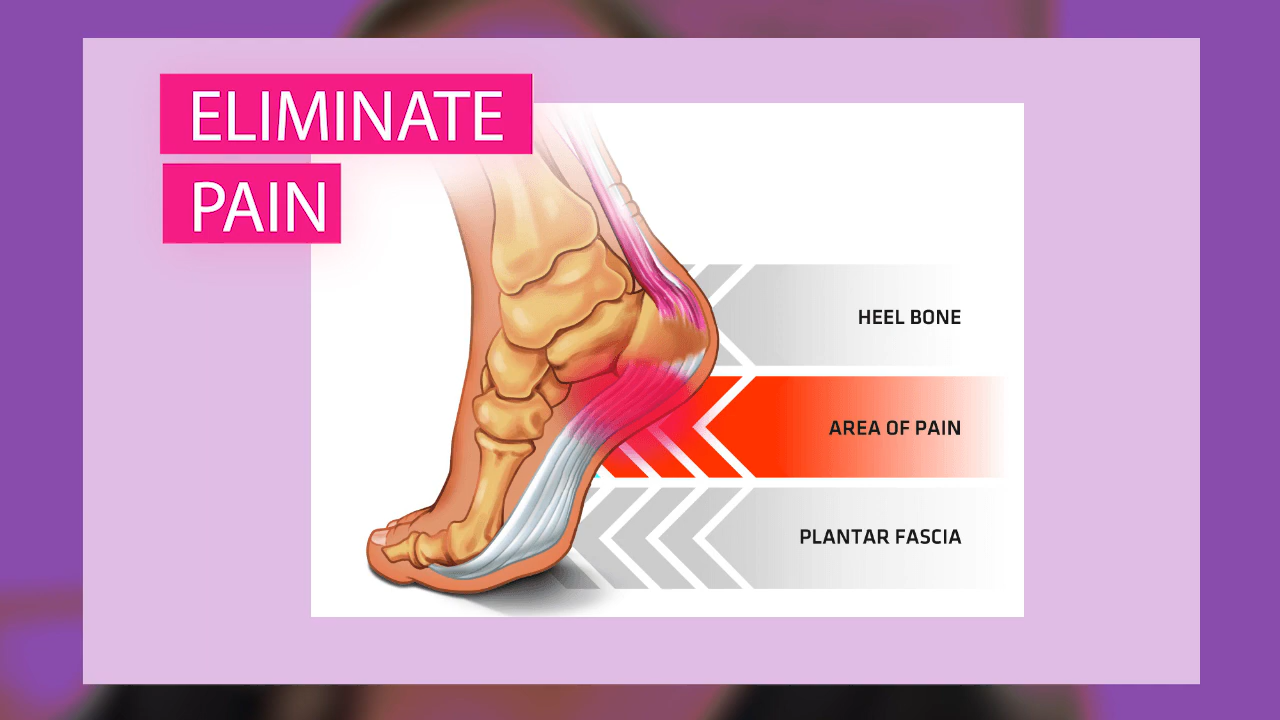 ELIMINATE
PAIN
HEEL BONE
AREA OF PAIN
PLANTAR FASCIA